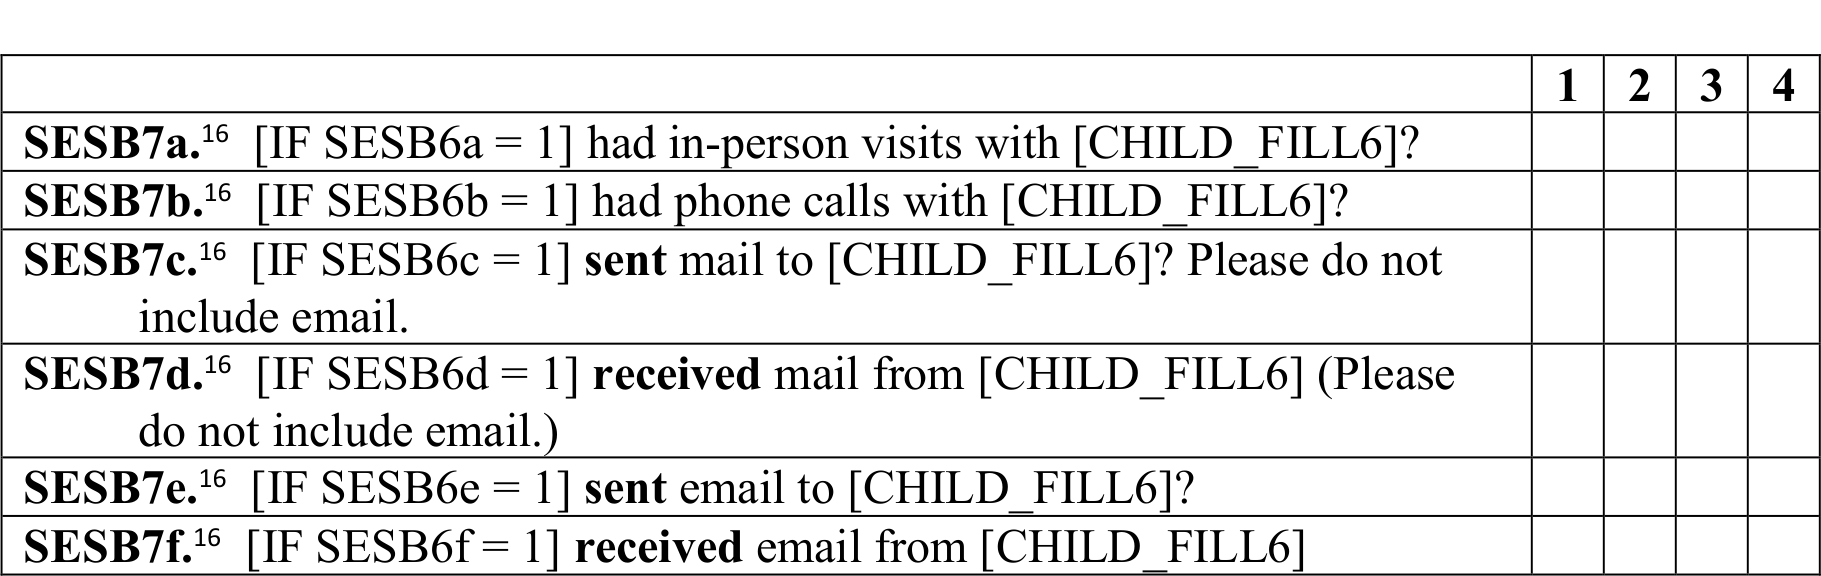 1 2 3 4
SESB7a.16 [IF SESB6a = 1] had in-person visits with [CHILD_FILL6]?
SESB7b.16 [IF SESB6b = 1] had phone calls with [CHILD_FILL6]?
SESB7c.16 [IF SESB6c = 1] sent mail to [CHILD_FILL6]? Please do not
include email.
SESB7d.16 [IF SESB6d = 1] received mail from [CHILD_FILL6] (Please
do not include email.)
SESB7e.16 [IF SESB6e = 1] sent email to [CHILD_FILL6]?
SESB7f.16 [IF SESB6f = 1] received email from [CHILD_FILL6]